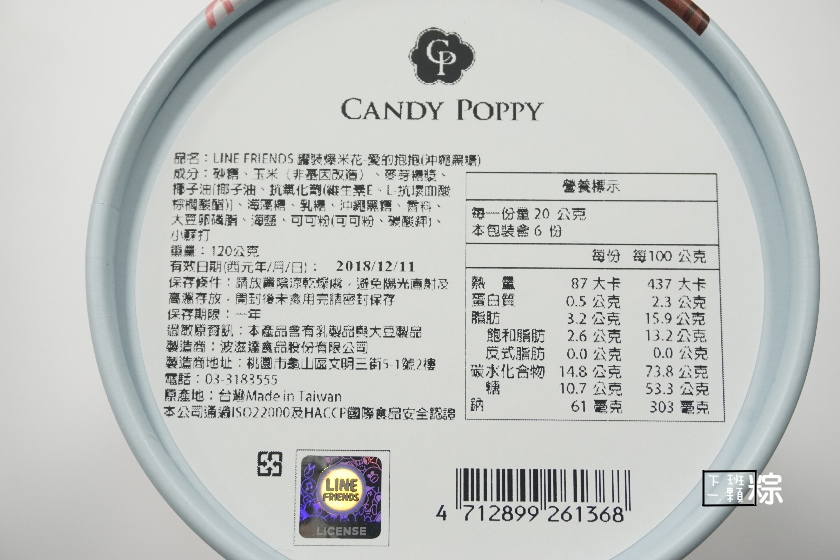 CP
CANDY POPPY
品名：LINE FRIENDS 罐裝爆米花-愛的抱抱(沖繩黑糖)
成分：砂糖、玉米（非基因改造）、麥芽糖漿、
椰子油[椰子油、抗氧化劑(維生素E、L-抗壞血酸
棕櫚酸酯)]、海藻糖、乳糖、沖繩黑糖、香料、
大豆卵磷脂、海鹽、可可粉(可可粉、碳酸鉀)、
小蘇打
重量：120公克
有效日期(西元年/月/日)： 2018/12/11
保存條件：請放置陰涼乾燥處，避免陽光直射及
高溫存放，開封後未食用完請密封保存
保存期限：一年
過敏原資訊：本產品含有乳製品與大豆製品
製造商：波滋達食品股份有限公司
製造商地址：桃園市龜山區文明三街5-1號2樓
電話：03-3183555
原產地：台灣Made in Taiwan
本公司通過ISO22000及HACCP國際食品安全認證
營養標示
每一份量 20 公克
本包裝含 6 份
每份 每100 公克
熱量 87 大卡 437 大卡
蛋白質 0.5 公克 2.3 公克
脂肪 3.2 公克 15.9 公克
飽和脂肪 2.6 公克 13.2 公克
反式脂肪 0.0 公克 0.0 公克
碳水化合物 14.8 公克 73.8 公克
糖 10.7 公克 53.3 公克
鈉 61 毫克 303 毫克
LINE
FRIENDS
LICENSE
4 712899 261368
下班
一顆粽